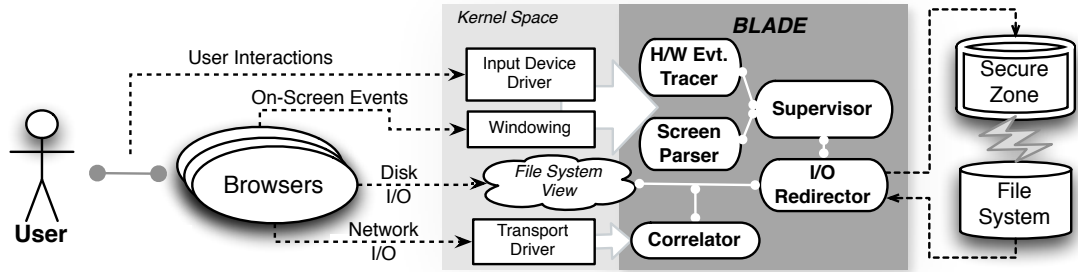 Kernel Space
BLADE
User Interactions
Input Device
Driver
H/W Evt.
Tracer
Secure
Zone
On-Screen Events
Windowing
Supervisor
Screen
Parser
Browsers
Disk
I/O
File System
View
I/O
Redirector
File
System
User
Network
I/O
Transport
Driver
Correlator